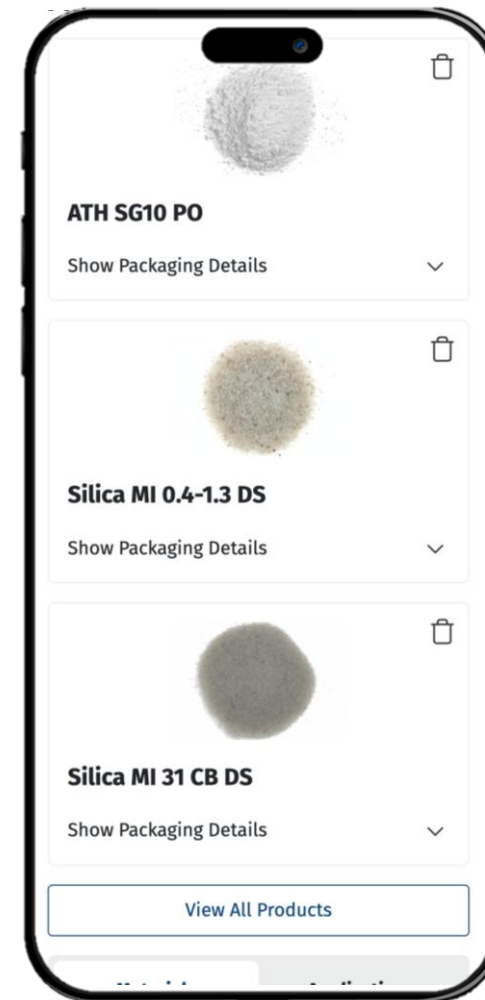 ATH SG10 PO
Show Packaging Details
Silica MI 0.4-1.3 DS
Show Packaging Details
Silica MI 31 CB DS
Show Packaging Details
View All Products